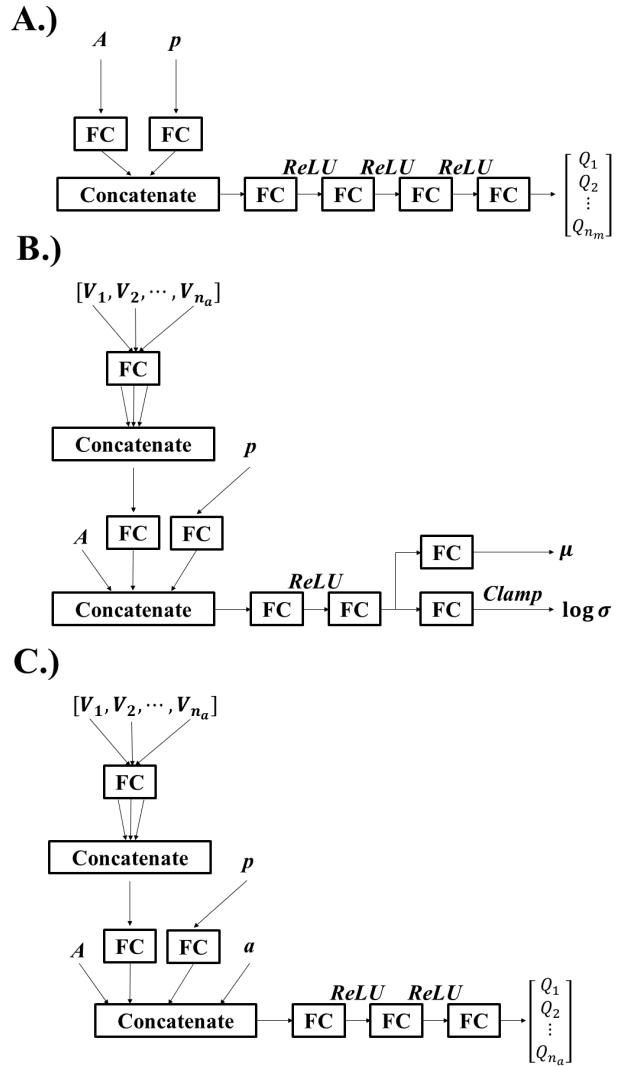 A.)
A p
FC FC
ReLU ReLU ReLU
Concatenate FC FC FC FC
Q₁
Q₂
⋮
Qₙₘ
B.)
[V₁, V₂, ⋯, Vₙₐ]
FC
Concatenate
p
A FC FC
FC μ
ReLU Clamp
Concatenate FC FC FC log σ
C.)
[V₁, V₂, ⋯, Vₙₐ]
FC
Concatenate
p
A FC FC a
ReLU ReLU
Concatenate FC FC FC
Q₁
Q₂
⋮
Qₙₐ